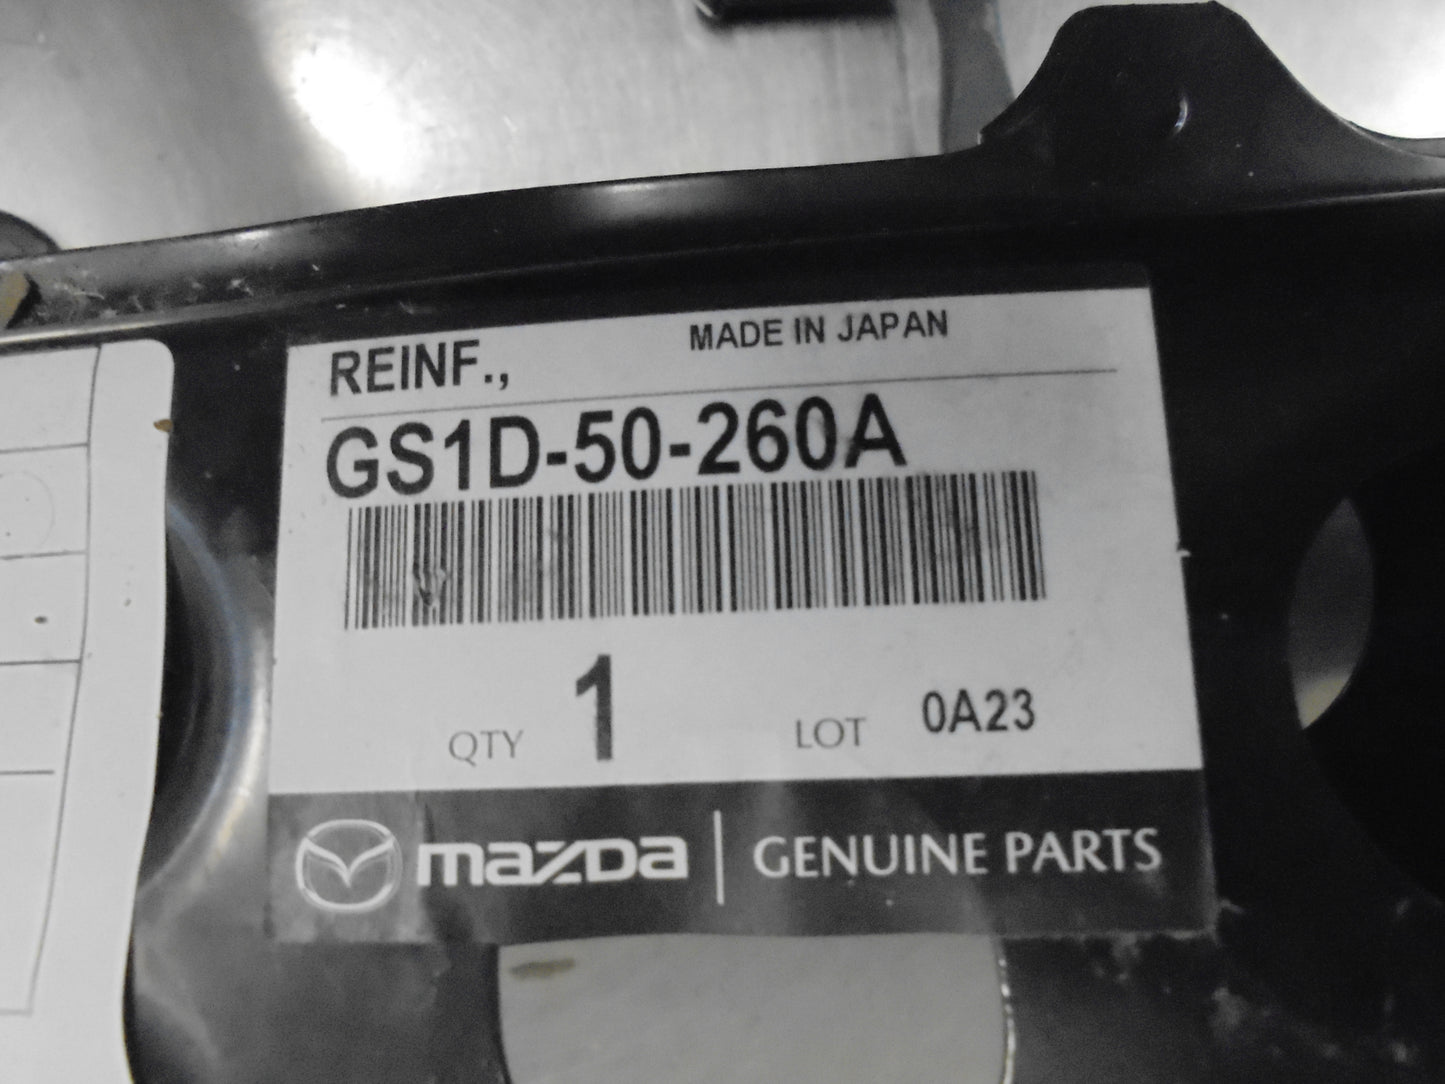 REINF.,
MADE IN JAPAN
GS1D-50-260A
QTY 1 LOT 0A23
mazda GENUINE PARTS